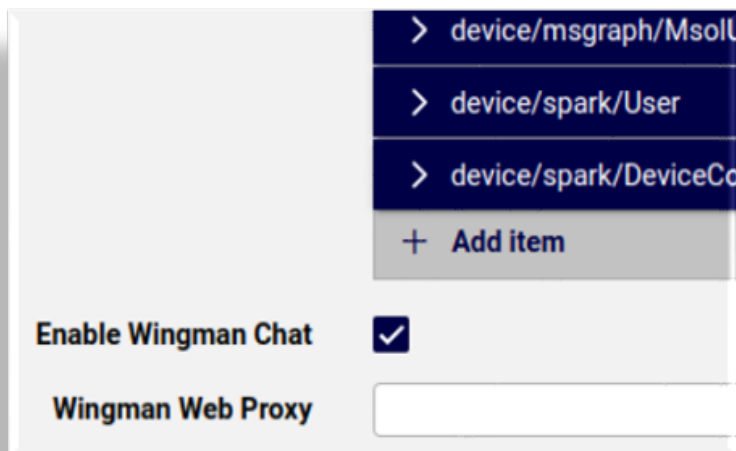 device/msgraph/MsolU
device/spark/User
device/spark/DeviceCo
+ Add item
Enable Wingman Chat
Wingman Web Proxy